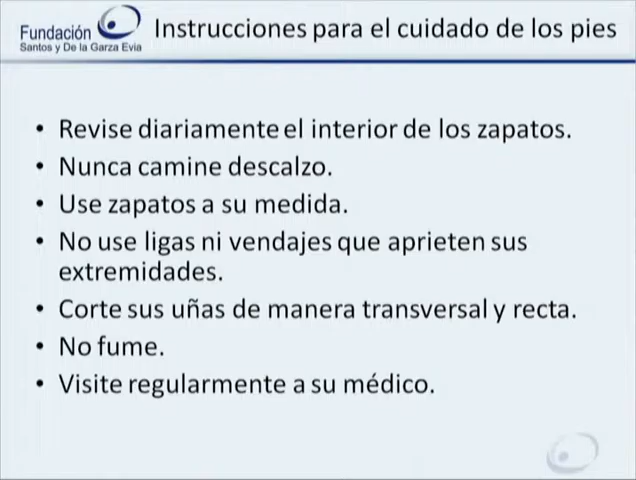 Fundación
Santos y De la Garza Evia
Instrucciones para el cuidado de los pies
• Revise diariamente el interior de los zapatos.
• Nunca camine descalzo.
• Use zapatos a su medida.
• No use ligas ni vendajes que aprieten sus
extremidades.
• Corte sus uñas de manera transversal y recta.
• No fume.
• Visite regularmente a su médico.